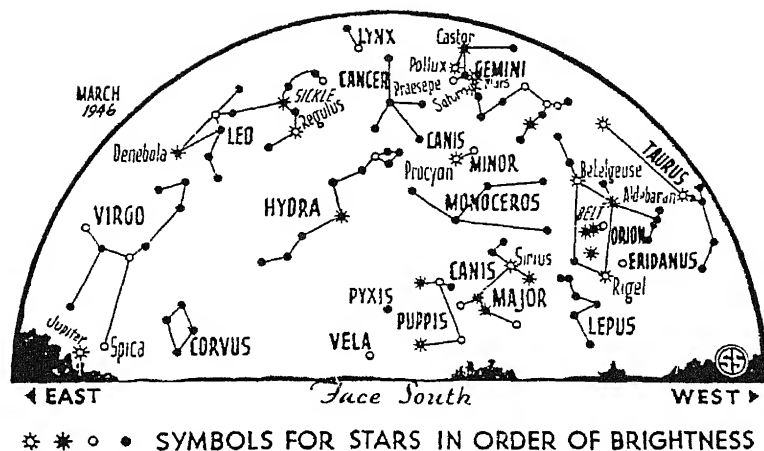 LYNX
Castor
Pollux
GEMINI
CANCER
Praesepe
Saturn
Mars
MARCH
1946
SICKLE
Regulus
LEO
Denebola
CANIS
MINOR
Procyon
TAURUS
Betelgeuse
Aldabaran
VIRGO
HYDRA
MONOCEROS
BELT
ORION
ERIDANUS
Sirius
CANIS
MAJOR
Rigel
PYXIS
PUPPIS
LEPUS
Jupiter
Spica
CORVUS
VELA
EAST
Face South
WEST
SYMBOLS FOR STARS IN ORDER OF BRIGHTNESS